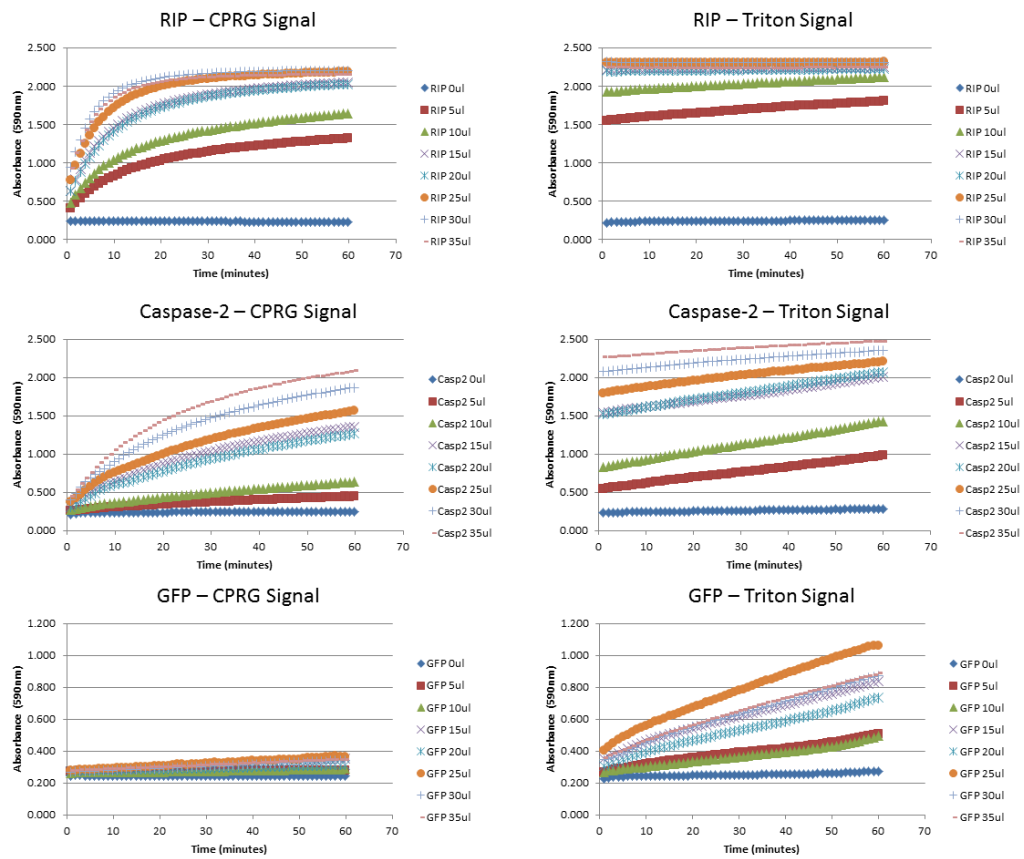 RIP – CPRG Signal
2.500
2.000
1.500
1.000
0.500
0.000
Absorbance (590nm)
0 10 20 30 40 50 60 70
Time (minutes)
RIP 0ul
RIP 5ul
RIP 10ul
RIP 15ul
RIP 20ul
RIP 25ul
RIP 30ul
RIP 35ul
RIP – Triton Signal
2.500
2.000
1.500
1.000
0.500
0.000
Absorbance (590nm)
0 10 20 30 40 50 60 70
Time (minutes)
RIP 0ul
RIP 5ul
RIP 10ul
RIP 15ul
RIP 20ul
RIP 25ul
RIP 30ul
RIP 35ul
Caspase-2 – CPRG Signal
2.500
2.000
1.500
1.000
0.500
0.000
Absorbance (590nm)
0 10 20 30 40 50 60 70
Time (minutes)
Casp2 0ul
Casp2 5ul
Casp2 10ul
Casp2 15ul
Casp2 20ul
Casp2 25ul
Casp2 30ul
Casp2 35ul
Caspase-2 – Triton Signal
2.500
2.000
1.500
1.000
0.500
0.000
Absorbance (590nm)
0 10 20 30 40 50 60 70
Time (minutes)
Casp2 0ul
Casp2 5ul
Casp2 10ul
Casp2 15ul
Casp2 20ul
Casp2 25ul
Casp2 30ul
Casp2 35ul
GFP – CPRG Signal
1.200
1.000
0.800
0.600
0.400
0.200
0.000
Absorbance (590nm)
0 10 20 30 40 50 60 70
Time (minutes)
GFP 0ul
GFP 5ul
GFP 10ul
GFP 15ul
GFP 20ul
GFP 25ul
GFP 30ul
GFP 35ul
GFP – Triton Signal
1.200
1.000
0.800
0.600
0.400
0.200
0.000
Absorbance (590nm)
0 10 20 30 40 50 60 70
Time (minutes)
GFP 0ul
GFP 5ul
GFP 10ul
GFP 15ul
GFP 20ul
GFP 25ul
GFP 30ul
GFP 35ul